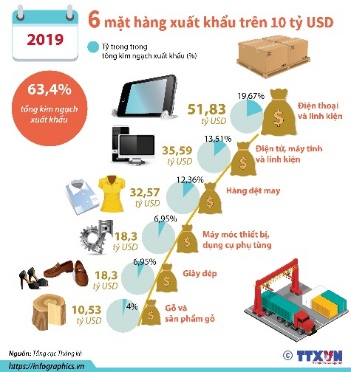 6 mặt hàng xuất khẩu trên 10 tỷ USD
2019
Tỷ trọng trong
tổng kim ngạch xuất khẩu (%)
63,4%
tổng kim ngạch
xuất khẩu
19,67%
51,83
tỷ USD
Điện thoại
và linh kiện
13,51%
35,59
tỷ USD
Điện tử, máy tính
và linh kiện
12,36%
32,57
tỷ USD
Hàng dệt may
6,95%
18,3
tỷ USD
Máy móc thiết bị,
dụng cụ phụ tùng
6,95%
18,3
tỷ USD
Giày dép
4%
10,53
tỷ USD
Gỗ và
sản phẩm gỗ
Nguồn: Tổng cục Thống kê
© TTXVN
https://infographics.vn